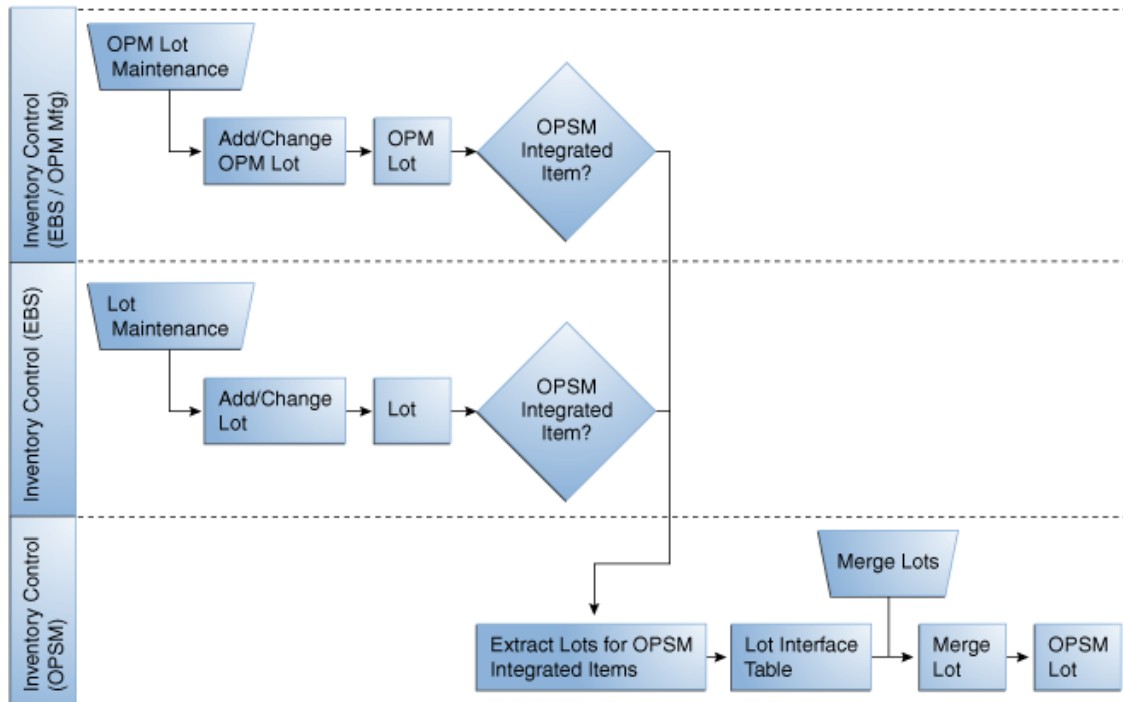 Inventory Control
(EBS / OPM Mfg)
OPM Lot
Maintenance
Add/Change
OPM Lot
OPM
Lot
OPSM
Integrated
Item?
Inventory Control (EBS)
Lot
Maintenance
Add/Change
Lot
Lot
OPSM
Integrated
Item?
Inventory Control
(OPSM)
Merge Lots
Extract Lots for OPSM
Integrated Items
Lot Interface
Table
Merge
Lot
OPSM
Lot